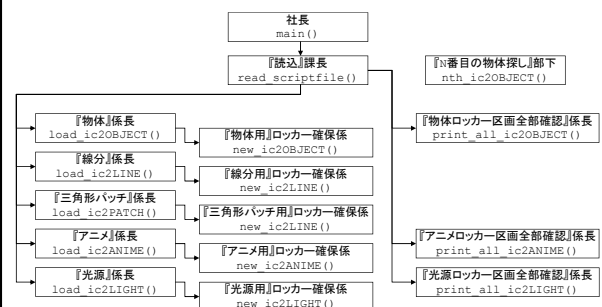 社長
main()
『読込』課長
read_scriptfile()
『N番目の物体探し』部下
nth_ic2OBJECT()
『物体』係長
load_ic2OBJECT()
『物体用』ロッカー確保係
new_ic2OBJECT()
『物体ロッカー区画全部確認』係長
print_all_ic2OBJECT()
『線分』係長
load_ic2LINE()
『線分用』ロッカー確保係
new_ic2LINE()
『三角形パッチ』係長
load_ic2PATCH()
『三角形パッチ用』ロッカー確保係
new_ic2LINE()
『アニメ』係長
load_ic2ANIME()
『アニメ用』ロッカー確保係
new_ic2ANIME()
『アニメロッカー区画全部確認』係長
print_all_ic2ANIME()
『光源』係長
load_ic2LIGHT()
『光源用』ロッカー確保係
new_ic2LIGHT()
『光源ロッカー区画全部確認』係長
print_all_ic2LIGHT()